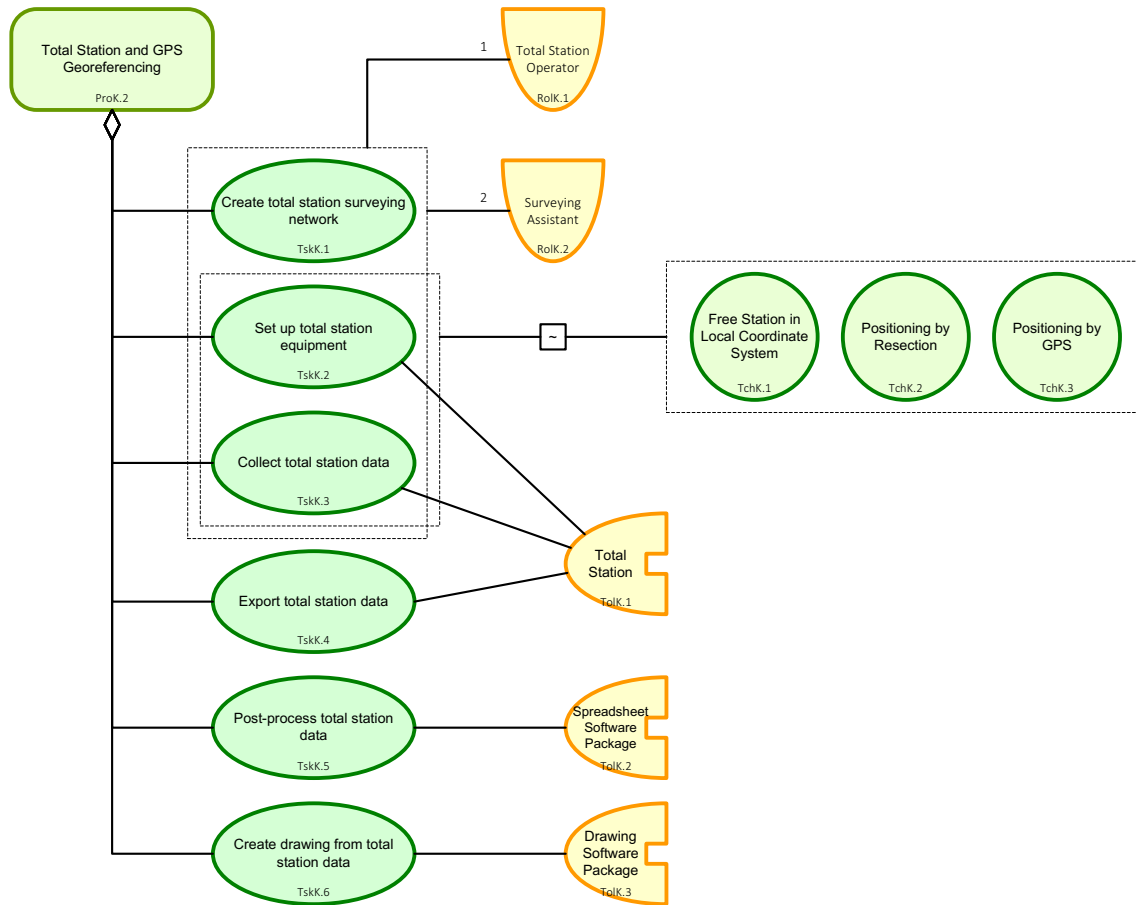 Total Station and GPS
Georeferencing
ProK.2
1
Total Station
Operator
RolK.1
Create total station surveying
network
TskK.1
2
Surveying
Assistant
RolK.2
Set up total station
equipment
TskK.2
~
Free Station in
Local Coordinate
System
TchK.1
Positioning by
Resection
TchK.2
Positioning by
GPS
TchK.3
Collect total station data
TskK.3
Total
Station
TolK.1
Export total station data
TskK.4
Post-process total station
data
TskK.5
Spreadsheet
Software
Package
TolK.2
Create drawing from total
station data
TskK.6
Drawing
Software
Package
TolK.3